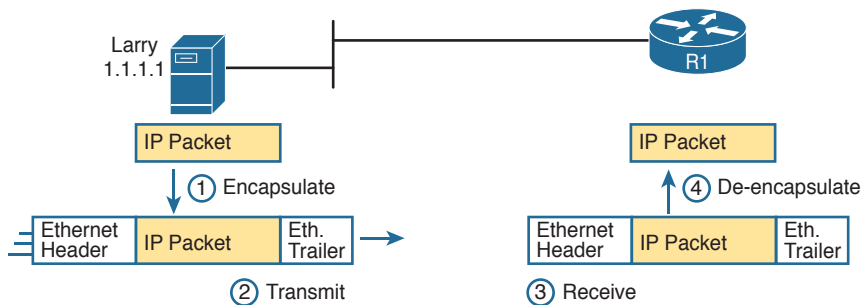 Larry
1.1.1.1
R1
IP Packet
IP Packet
1 Encapsulate
4 De-encapsulate
Ethernet
Header
IP Packet
Eth.
Trailer
Ethernet
Header
IP Packet
Eth.
Trailer
2 Transmit
3 Receive